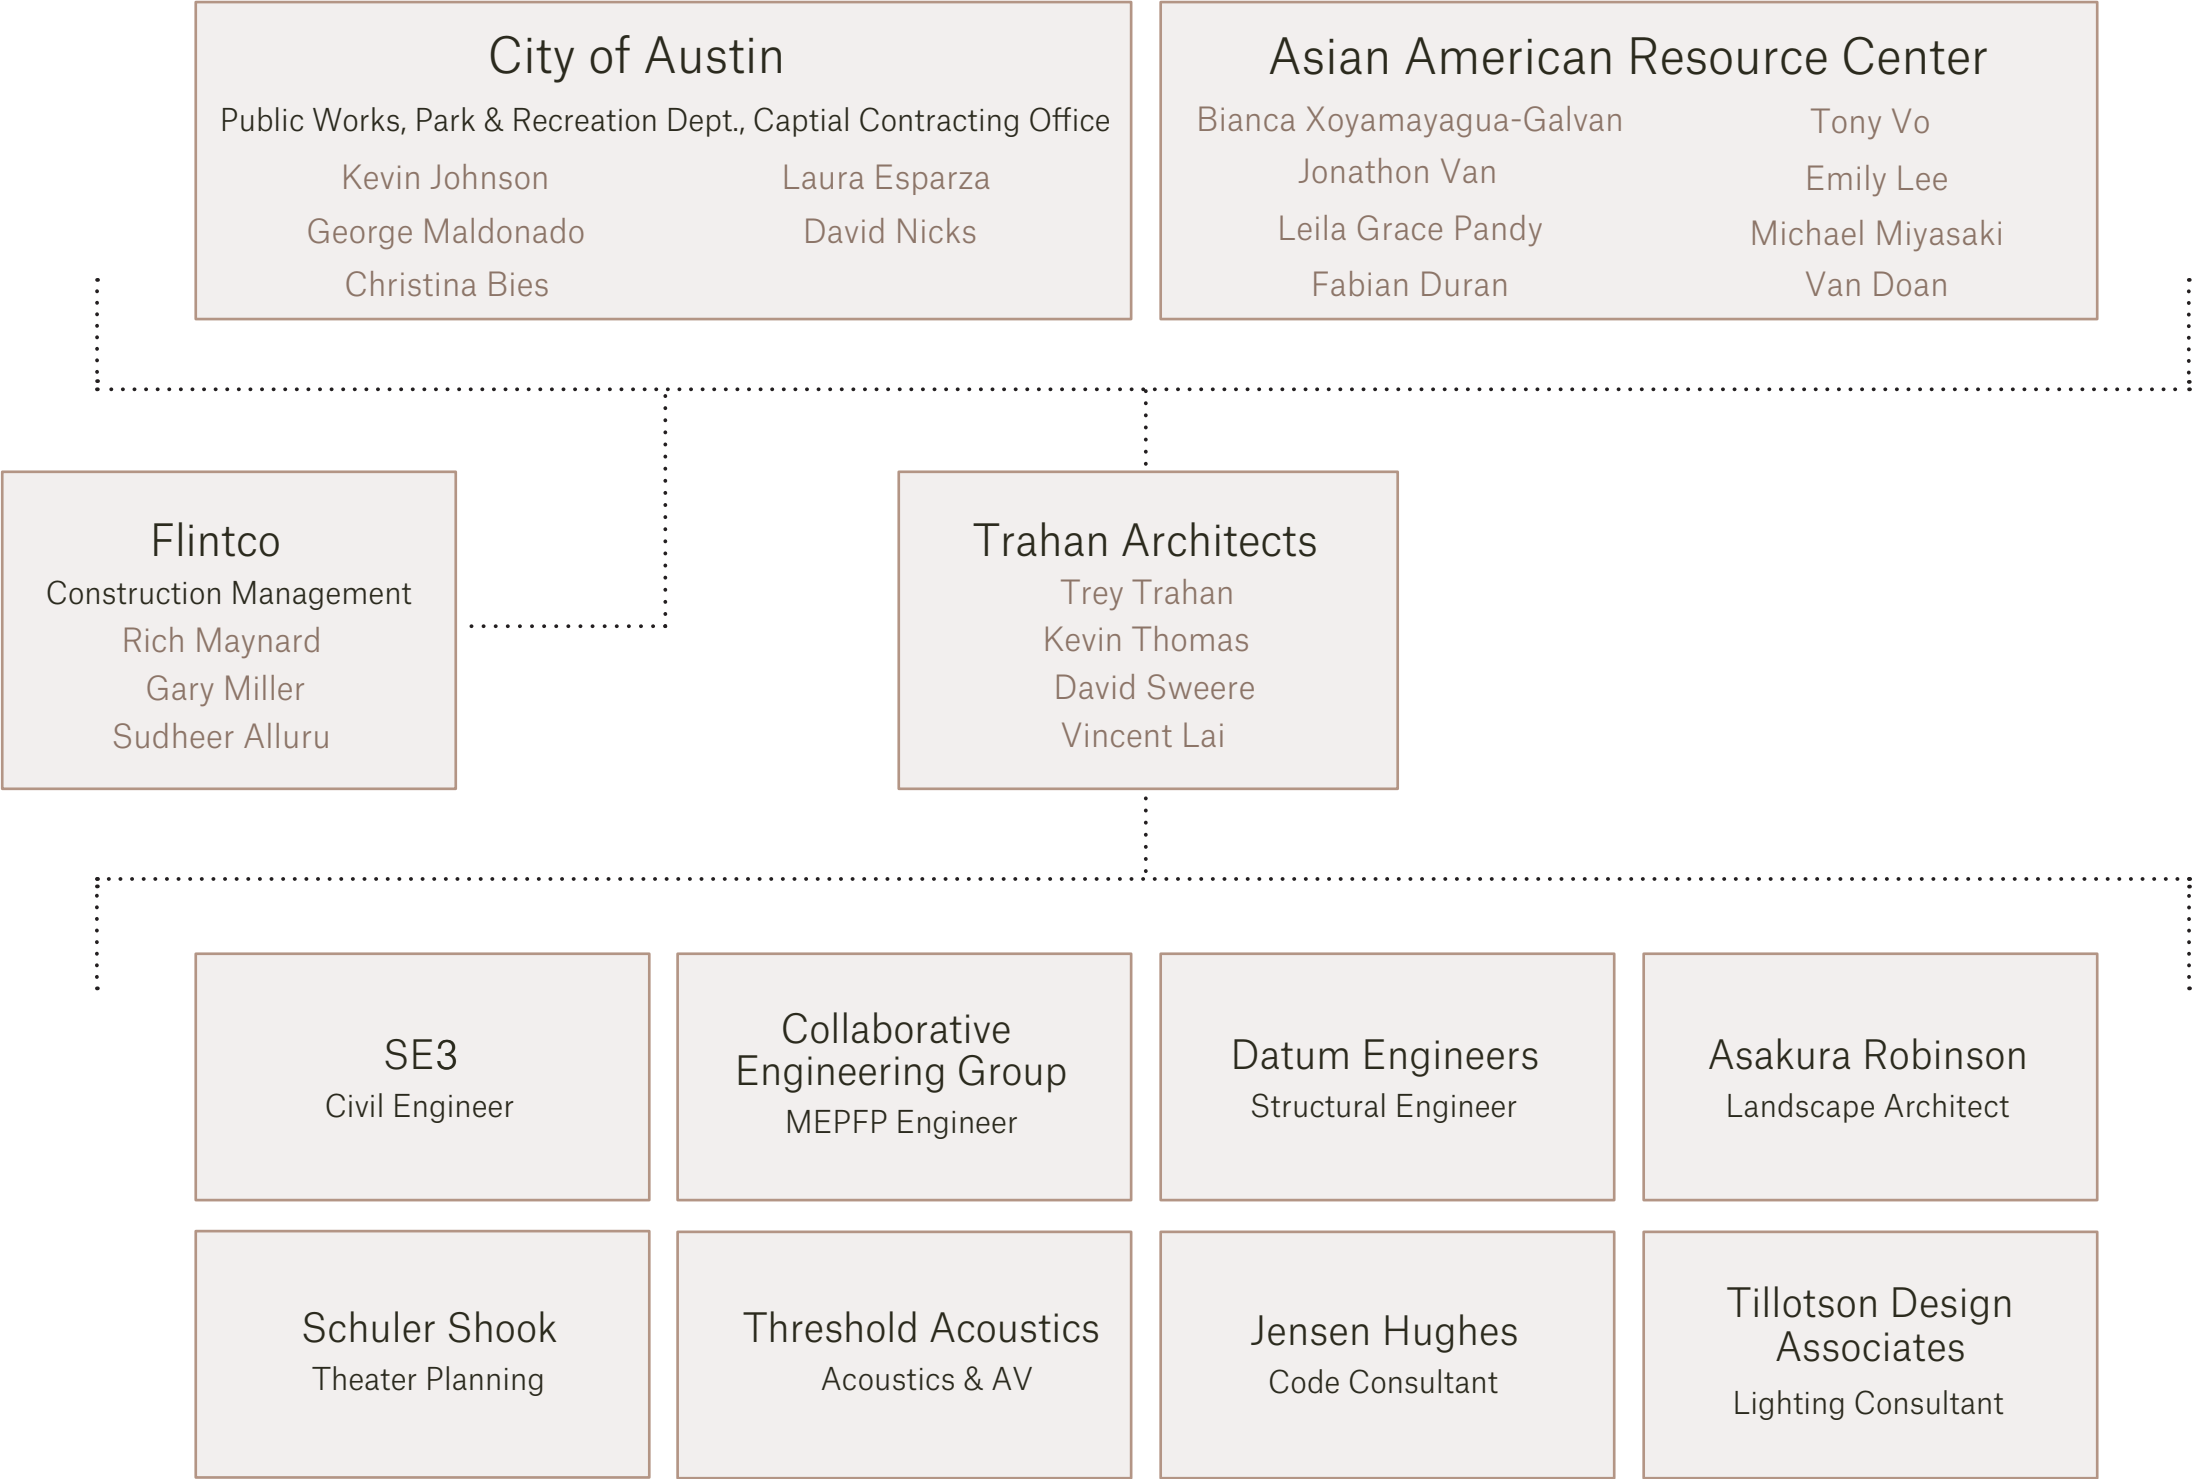 City of Austin
Public Works, Park & Recreation Dept., Captial Contracting Office
Kevin Johnson
Laura Esparza
George Maldonado
David Nicks
Christina Bies
Asian American Resource Center
Bianca Xoyamayagua-Galvan
Tony Vo
Jonathon Van
Emily Lee
Leila Grace Pandy
Michael Miyasaki
Fabian Duran
Van Doan
Flintco
Construction Management
Rich Maynard
Gary Miller
Sudheer Alluru
Trahan Architects
Trey Trahan
Kevin Thomas
David Sweere
Vincent Lai
SE3
Civil Engineer
Collaborative
Engineering Group
MEPFP Engineer
Datum Engineers
Structural Engineer
Asakura Robinson
Landscape Architect
Schuler Shook
Theater Planning
Threshold Acoustics
Acoustics & AV
Jensen Hughes
Code Consultant
Tillotson Design
Associates
Lighting Consultant